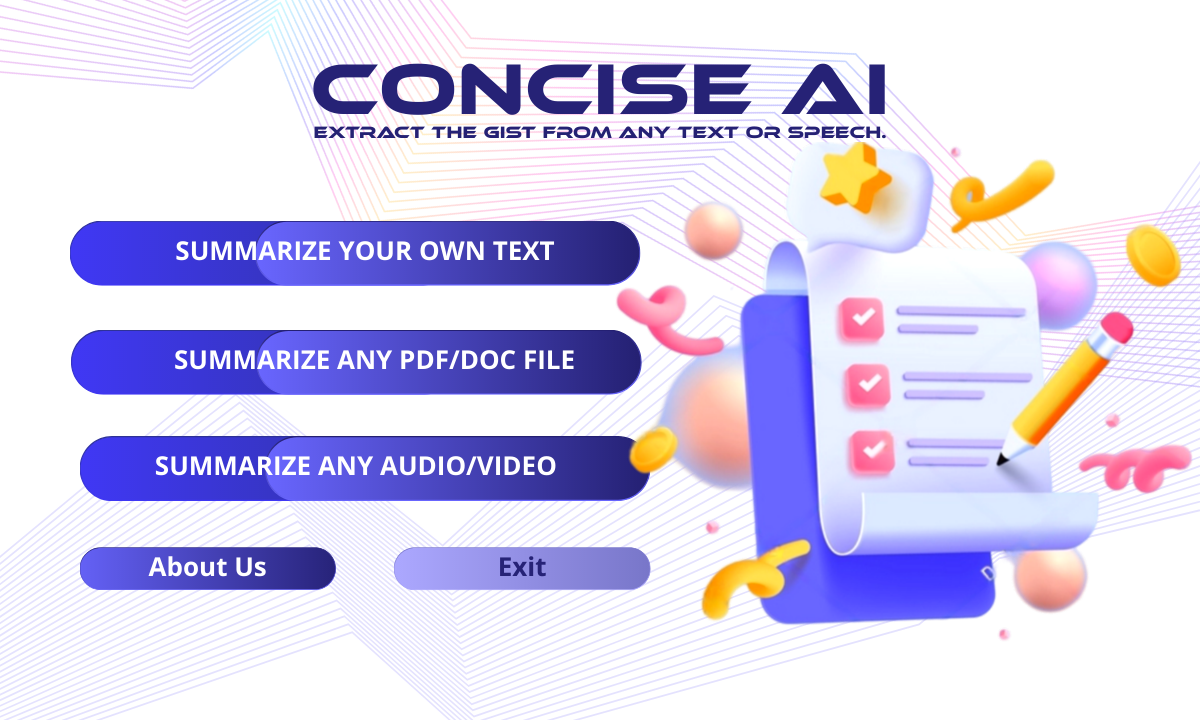 CONCISE AI
EXTRACT THE GIST FROM ANY TEXT OR SPEECH.
SUMMARIZE YOUR OWN TEXT
SUMMARIZE ANY PDF/DOC FILE
SUMMARIZE ANY AUDIO/VIDEO
About Us
Exit